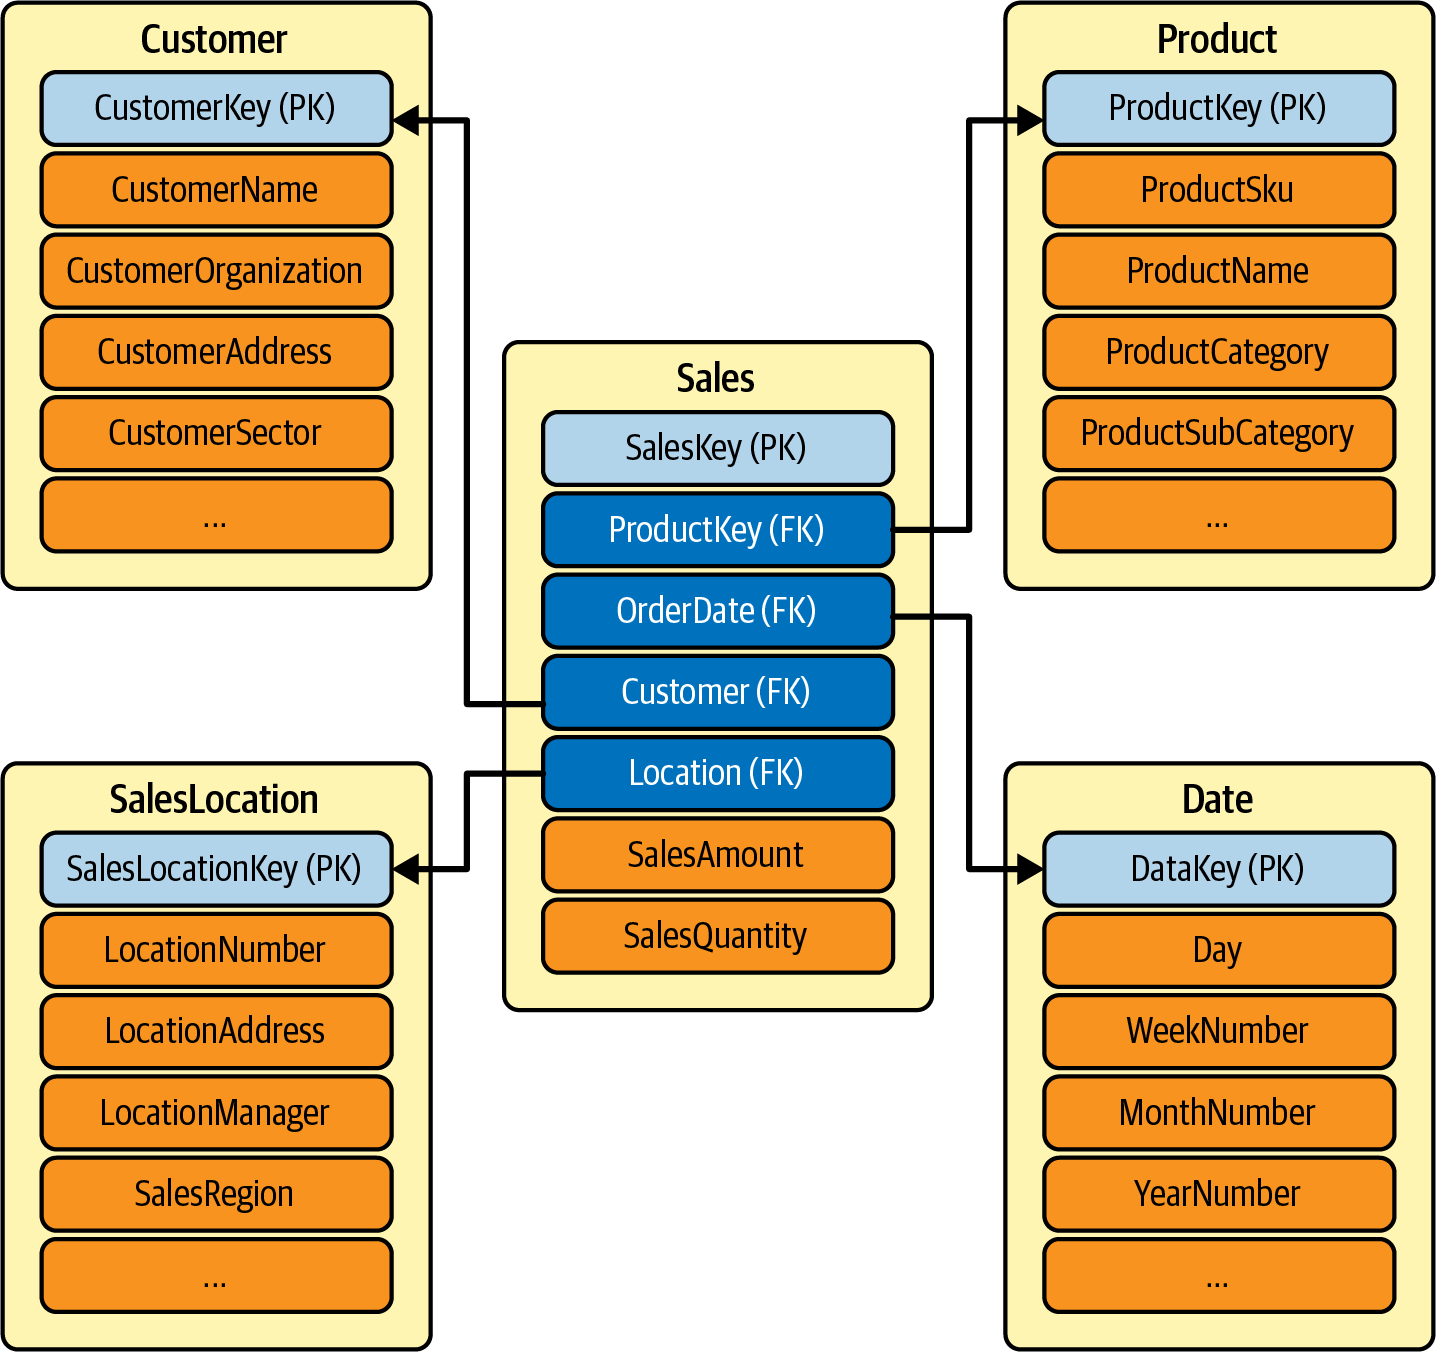 Customer
CustomerKey (PK)
CustomerName
CustomerOrganization
CustomerAddress
CustomerSector
...
Product
ProductKey (PK)
ProductSku
ProductName
ProductCategory
ProductSubCategory
...
Sales
SalesKey (PK)
ProductKey (FK)
OrderDate (FK)
Customer (FK)
Location (FK)
SalesAmount
SalesQuantity
SalesLocation
SalesLocationKey (PK)
LocationNumber
LocationAddress
LocationManager
SalesRegion
...
Date
DataKey (PK)
Day
WeekNumber
MonthNumber
YearNumber
...